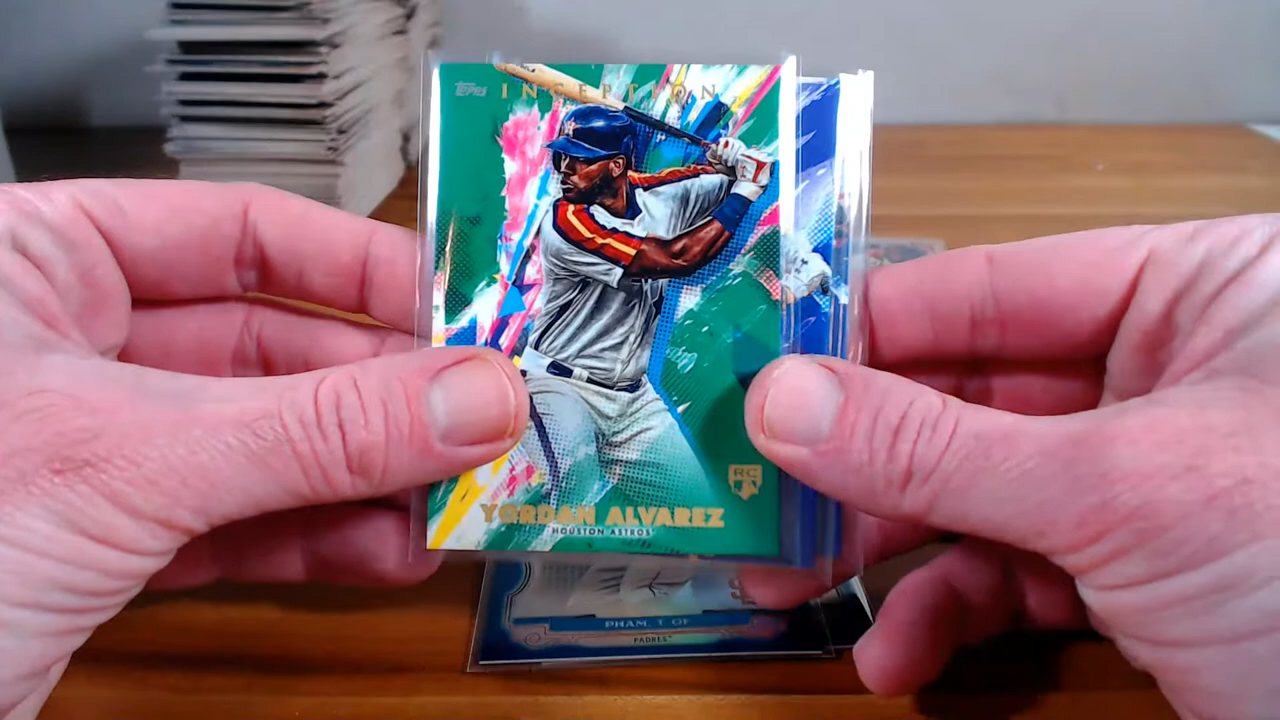 Topps INCEPTION
RC
YORDAN ALVAREZ
HOUSTON ASTROS
PHAM, T. OF
PADRES